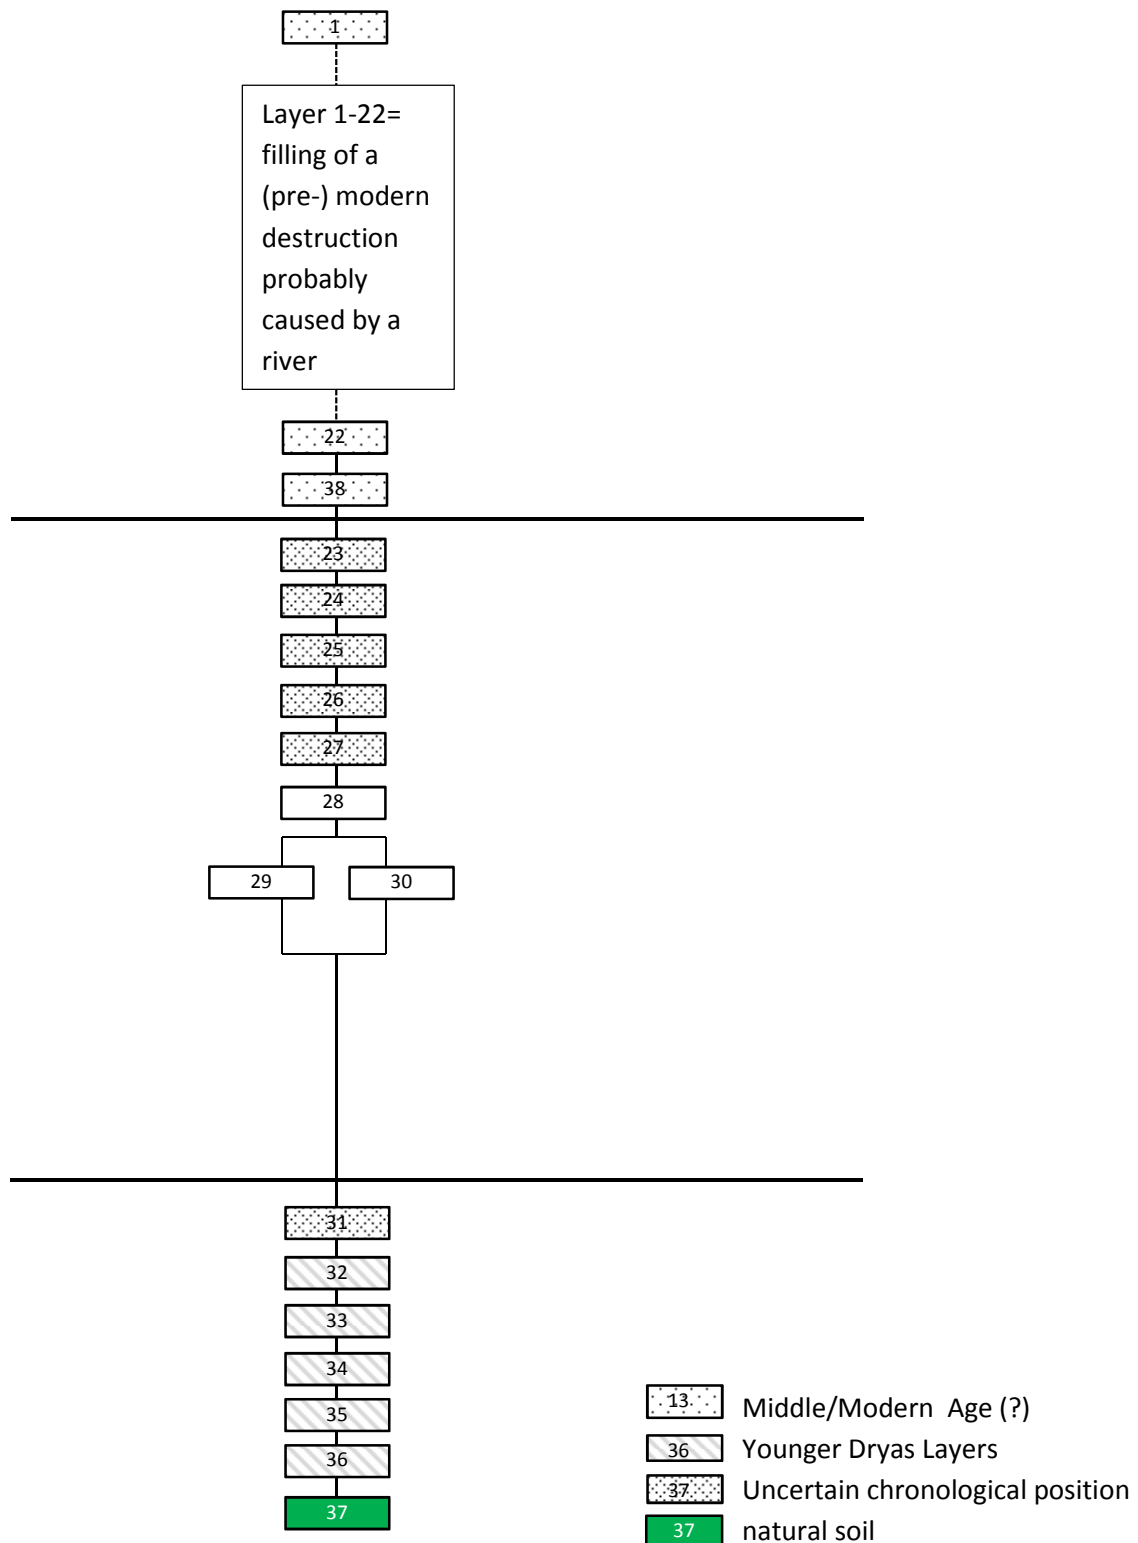 1
Layer 1-22=
filling of a
(pre-) modern
destruction
probably
caused by a
river
22
38
23
24
25
26
27
28
29 30
31
32
33
34
35
36
37
13 Middle/Modern Age (?)
36 Younger Dryas Layers
37 Uncertain chronological position
37 natural soil